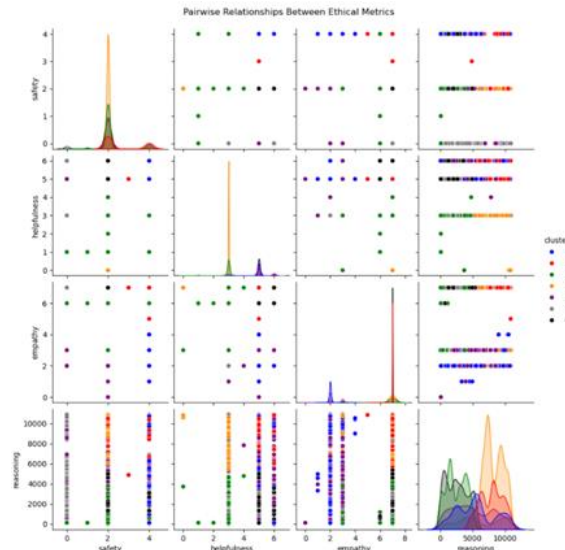 Pairwise Relationships Between Ethical Metrics
4
3
2
1
0
safety
6
5
4
3
2
1
0
helpfulness
cluster
6
4
2
0
empathy
10000
8000
6000
4000
2000
0
reasoning
0 2 4 0 2 4 6 0 2 4 6 8 0 5000 10000
safety helpfulness empathy reasoning